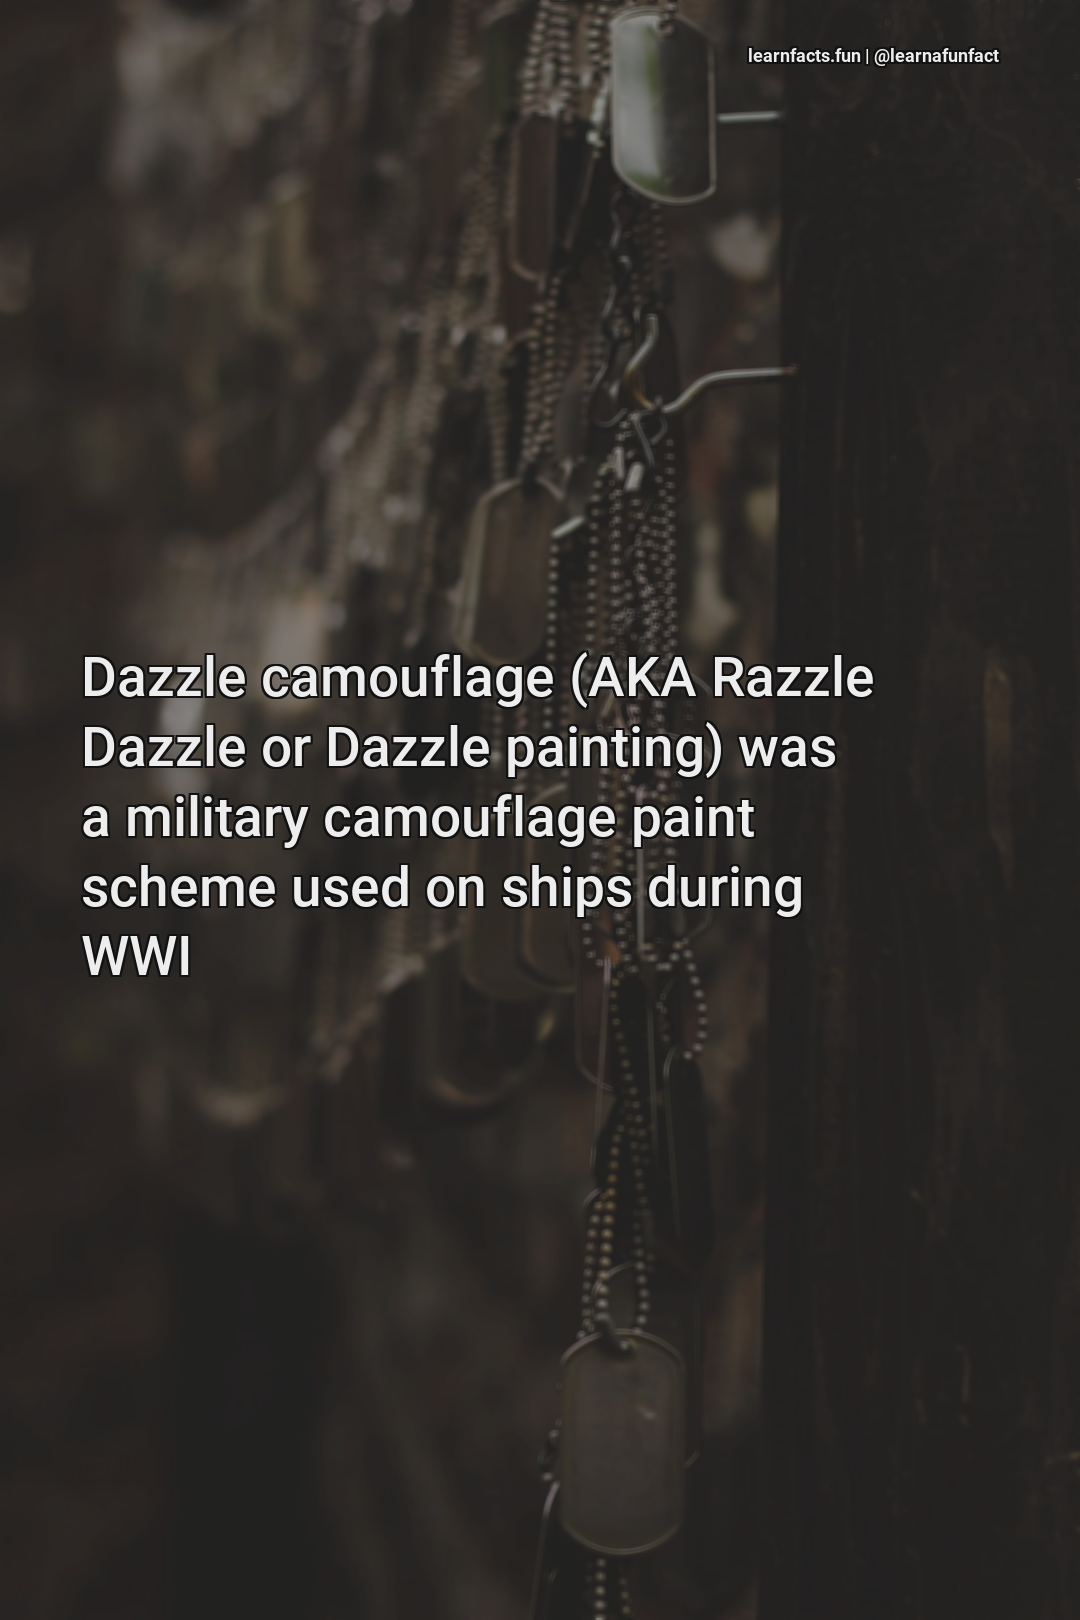 learnfacts.fun | @learnafunfact
Dazzle camouflage (AKA Razzle
Dazzle or Dazzle painting) was
a military camouflage paint
scheme used on ships during
WWI